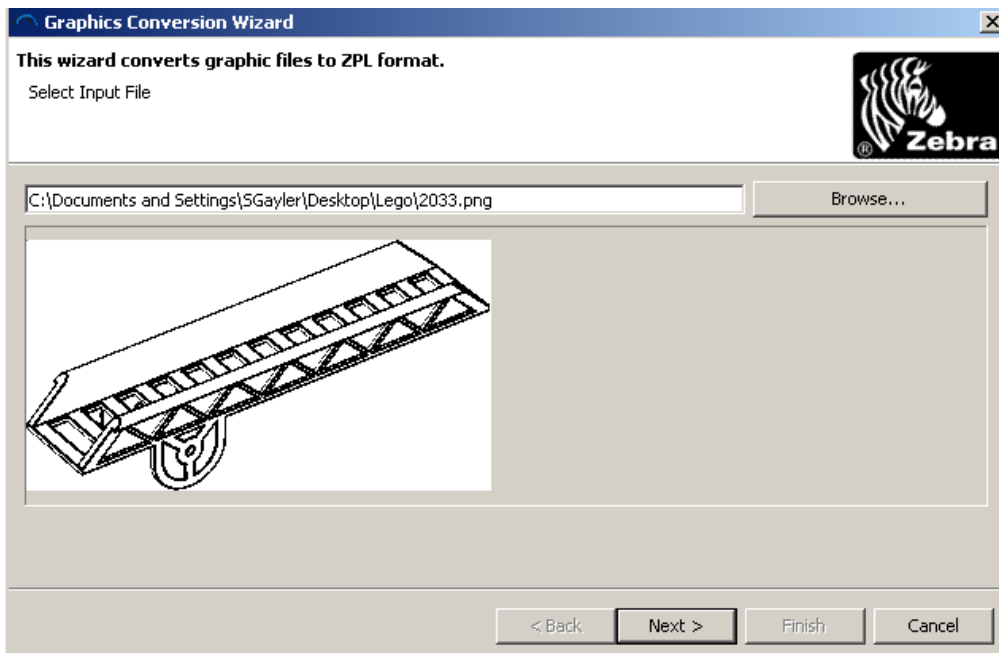 Graphics Conversion Wizard
This wizard converts graphic files to ZPL format.
Select Input File
® Zebra
C:\Documents and Settings\SGayler\Desktop\Lego\2033.png
Browse...
< Back
Next >
Finish
Cancel